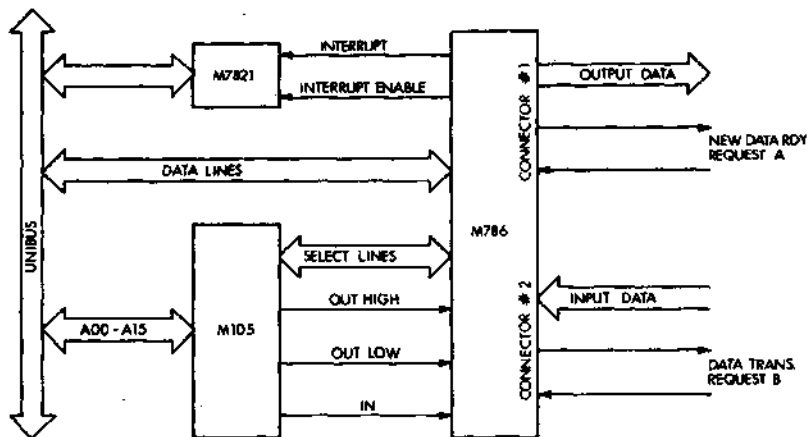 UNIBUS
M7821
INTERRUPT
INTERRUPT ENABLE
DATA LINES
A00 - A15
M105
SELECT LINES
OUT HIGH
OUT LOW
IN
M786
CONNECTOR #1
OUTPUT DATA
NEW DATA RDY
REQUEST A
CONNECTOR #2
INPUT DATA
DATA TRANS.
REQUEST B